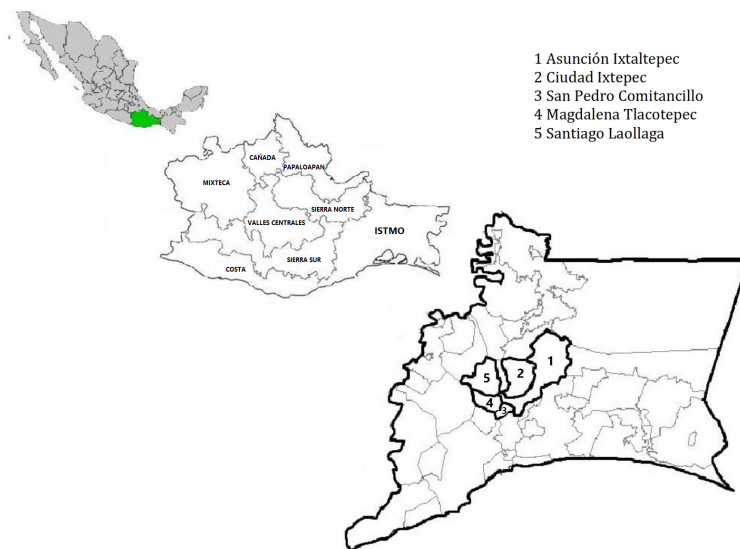 1 Asunción Ixtaltepec
2 Ciudad Ixtepec
3 San Pedro Comitancillo
4 Magdalena Tlacotepec
5 Santiago Laollaga
CAÑADA
PAPALOAPAN
MIXTECA
SIERRA NORTE
VALLES CENTRALES
ISTMO
SIERRA SUR
COSTA
1
2
5
4
3